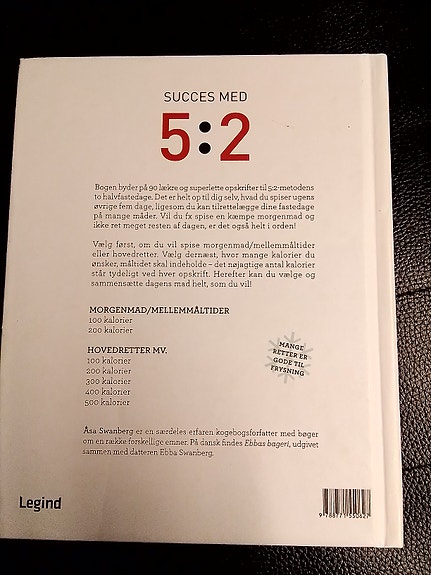 SUCCES MED
5:2
Bogen byder på 90 lækre og superlette opskrifter til 5:2-metodens
to halvfastedage. Det er helt op til dig selv, hvad du spiser ugens
øvrige fem dage, ligesom du kan tilrettelægge dine fastedage
på mange måder. Vil du fx spise en kæmpe morgenmad og
ikke ret meget resten af dagen, er det også helt i orden!
Vælg først, om du vil spise morgenmad/mellemmåltider
eller hovedretter. Vælg dernæst, hvor mange kalorier du
ønsker, måltidet skal indeholde – det nøjagtige antal kalorier
står tydeligt ved hver opskrift. Herefter kan du vælge og
sammensætte dagens mad helt, som du vil!
MORGENMAD/MELLEMMÅLTIDER
100 kalorier
200 kalorier
HOVEDRETTER MV.
100 kalorier
200 kalorier
300 kalorier
400 kalorier
500 kalorier
MANGE
RETTER ER
GODE TIL
FRYSNING
Åsa Swanberg er en særdeles erfaren kogebogsforfatter med bøger
om en række forskellige emner. På dansk findes Ebbas bageri, udgivet
sammen med datteren Ebba Swanberg.
Legind